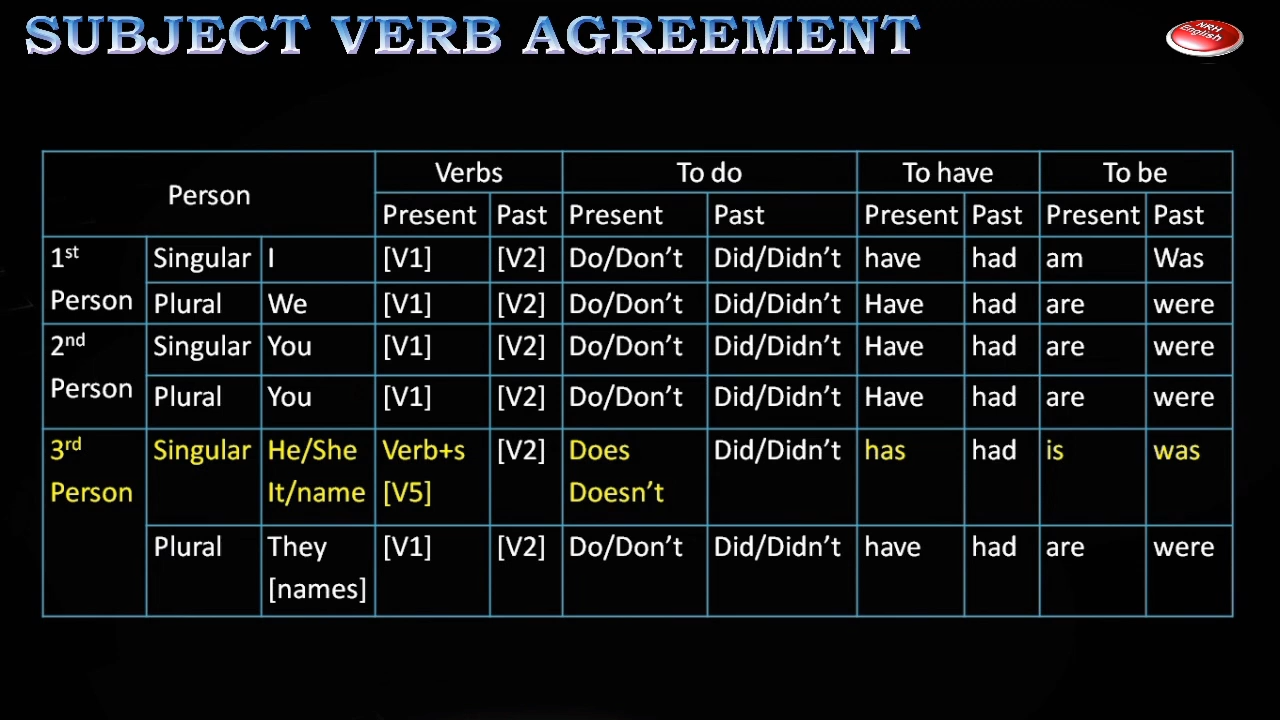 SUBJECT VERB AGREEMENT
NRH
English
Person Verbs To do To have To be
Present Past Present Past Present Past Present Past
1st Person Singular I [V1] [V2] Do/Don’t Did/Didn’t have had am Was
Plural We [V1] [V2] Do/Don’t Did/Didn’t Have had are were
2nd Person Singular You [V1] [V2] Do/Don’t Did/Didn’t Have had are were
Plural You [V1] [V2] Do/Don’t Did/Didn’t Have had are were
3rd Singular He/She Verb+s [V2] Does Did/Didn’t has had is was
Person It/name [V5] Doesn’t
Plural They [V1] [V2] Do/Don’t Did/Didn’t have had are were
[names]